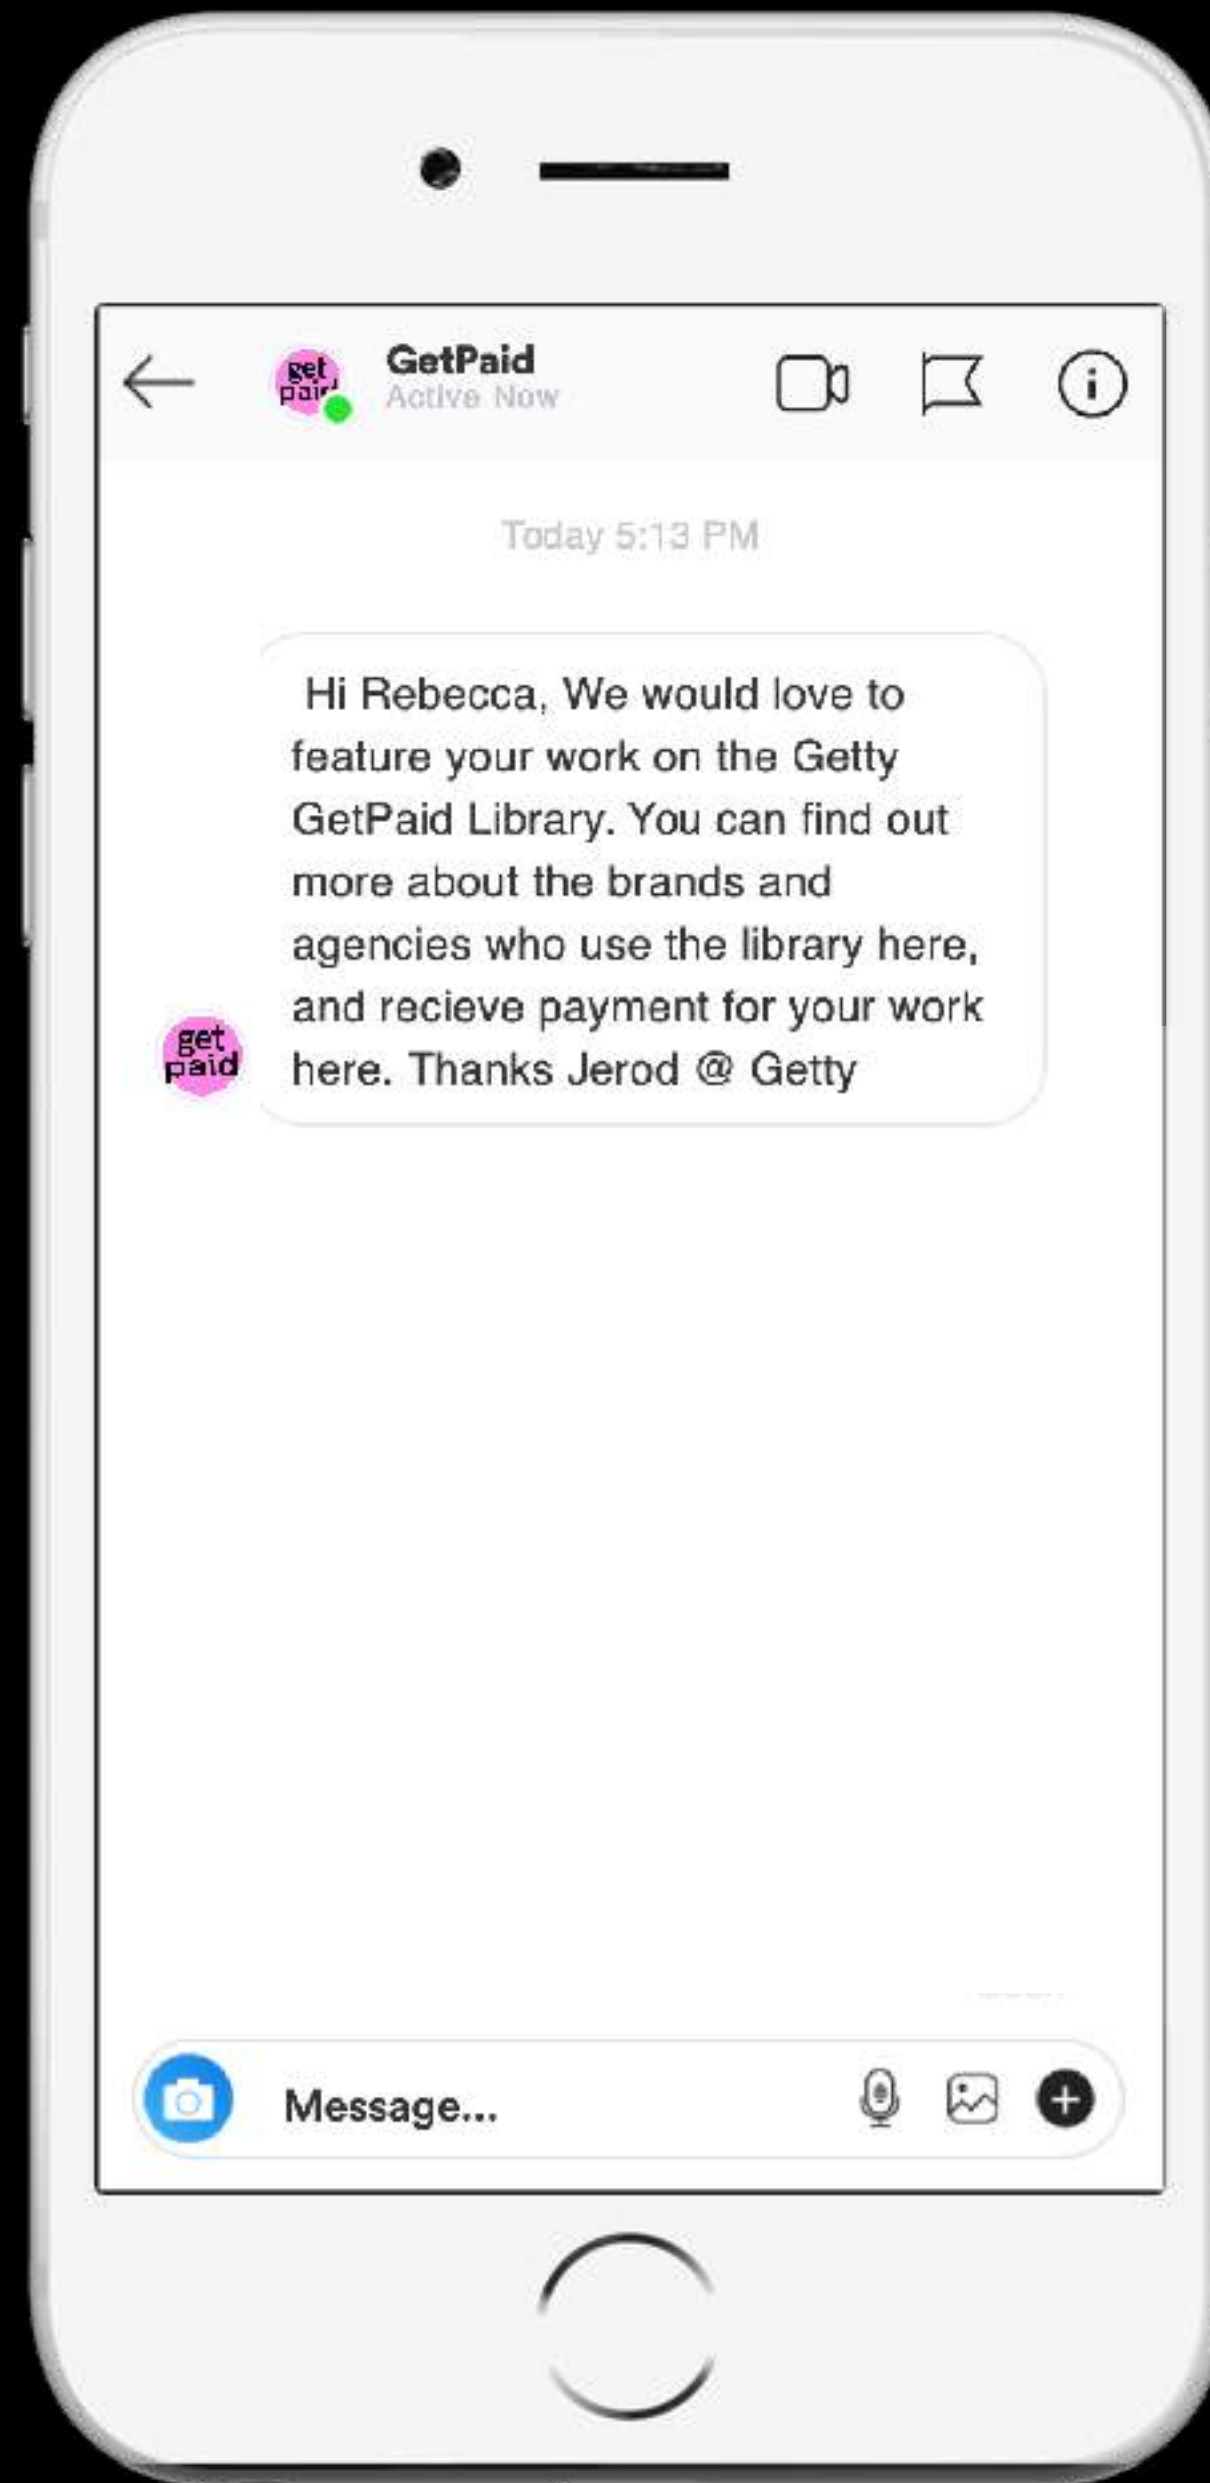 get
paid
GetPaid
Active Now
Today 5:13 PM
Hi Rebecca, We would love to
feature your work on the Getty
GetPaid Library. You can find out
more about the brands and
agencies who use the library here,
and recieve payment for your work
here. Thanks Jerod @ Getty
get
paid
Message...